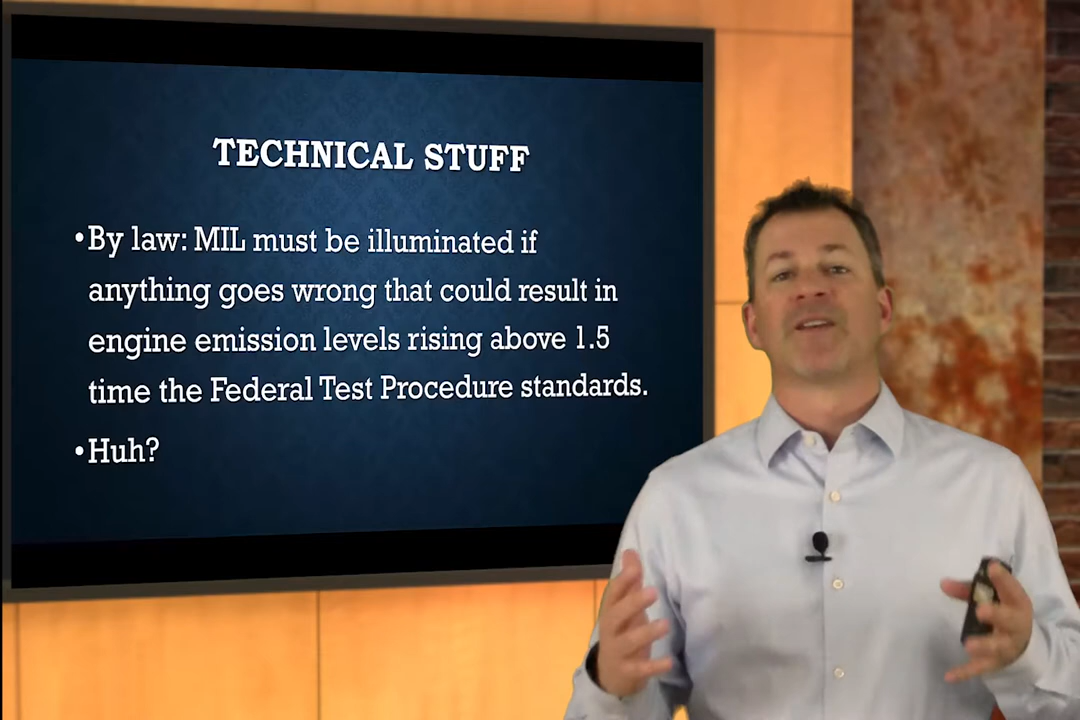 TECHNICAL STUFF
•By law: MIL must be illuminated if
anything goes wrong that could result in
engine emission levels rising above 1.5
time the Federal Test Procedure standards.
•Huh?